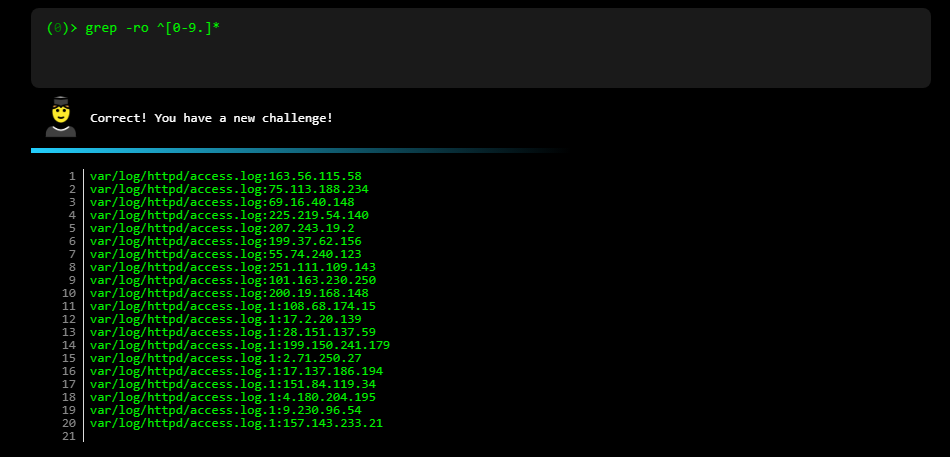 (0)> grep -ro ^[0-9.]*
Correct! You have a new challenge!
1 var/log/httpd/access.log:163.56.115.58
2 var/log/httpd/access.log:75.113.188.234
3 var/log/httpd/access.log:69.16.40.148
4 var/log/httpd/access.log:225.219.54.140
5 var/log/httpd/access.log:207.243.19.2
6 var/log/httpd/access.log:199.37.62.156
7 var/log/httpd/access.log:55.74.240.123
8 var/log/httpd/access.log:251.111.109.143
9 var/log/httpd/access.log:101.163.230.250
10 var/log/httpd/access.log:200.19.168.148
11 var/log/httpd/access.log.1:108.68.174.15
12 var/log/httpd/access.log.1:17.2.20.139
13 var/log/httpd/access.log.1:28.151.137.59
14 var/log/httpd/access.log.1:199.150.241.179
15 var/log/httpd/access.log.1:2.71.250.27
16 var/log/httpd/access.log.1:17.137.186.194
17 var/log/httpd/access.log.1:151.84.119.34
18 var/log/httpd/access.log.1:4.180.204.195
19 var/log/httpd/access.log.1:9.230.96.54
20 var/log/httpd/access.log.1:157.143.233.21
21